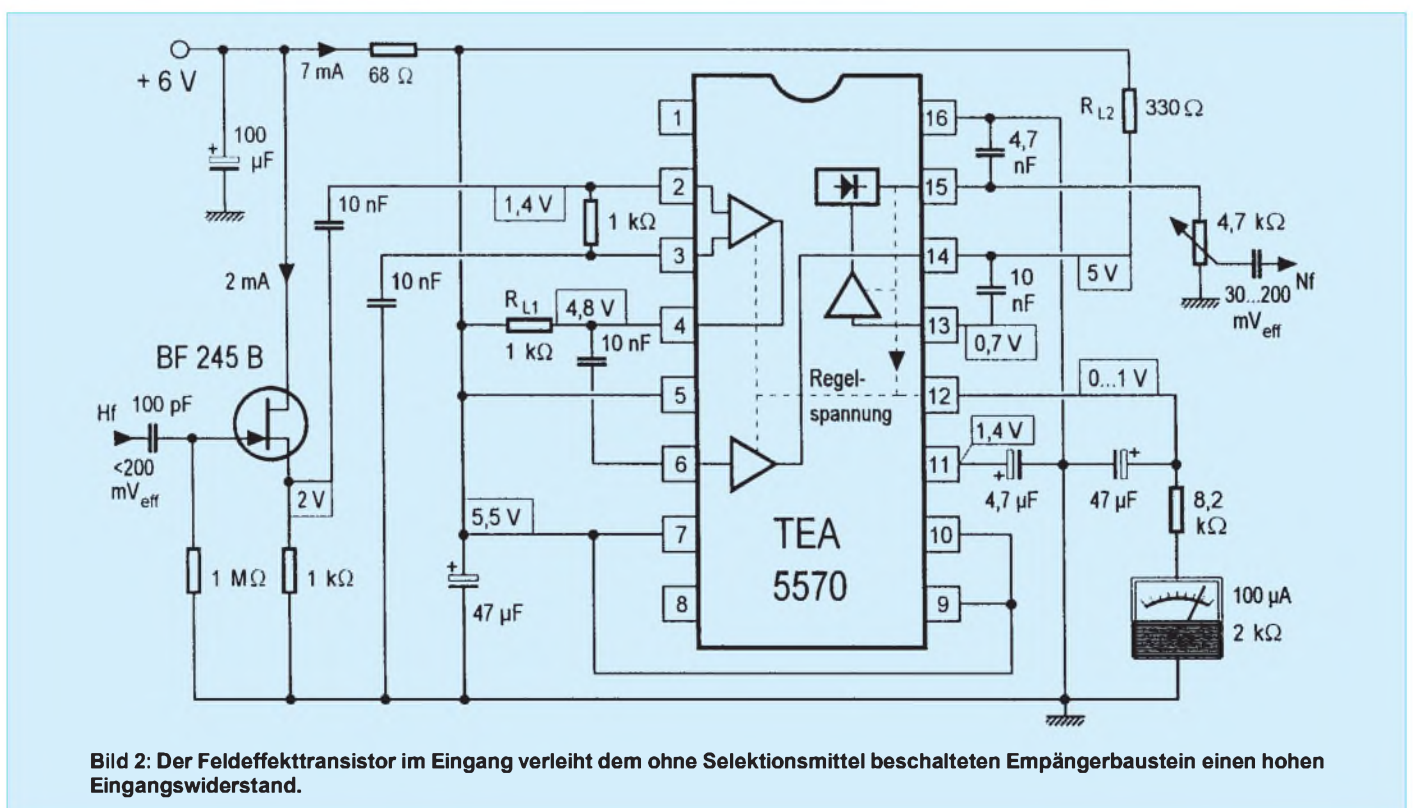 + 6 V
7 mA
68 Ω
100 µF
+
10 nF
1,4 V
1 kΩ
2
3
1
16
4,7 nF
R L2
330 Ω
15
4,7 kΩ
14
5 V
Nf
30...200 mVeff
10 nF
13
0,7 V
2 mA
10 nF
R L1
4,8 V
1 kΩ
10 nF
4
BF 245 B
Hf
100 pF
<200 mVeff
5
Regel-
spannung
0...1 V
12
1,4 V
11
6
+
4,7 µF
+
47 µF
8,2 kΩ
2 V
5,5 V
7
TEA
5570
10
1 MΩ
1 kΩ
+
47 µF
8
9
100 µA
2 kΩ
Bild 2: Der Feldeffekttransistor im Eingang verleiht dem ohne Selektionsmittel beschalteten Empängerbaustein einen hohen
Eingangswiderstand.